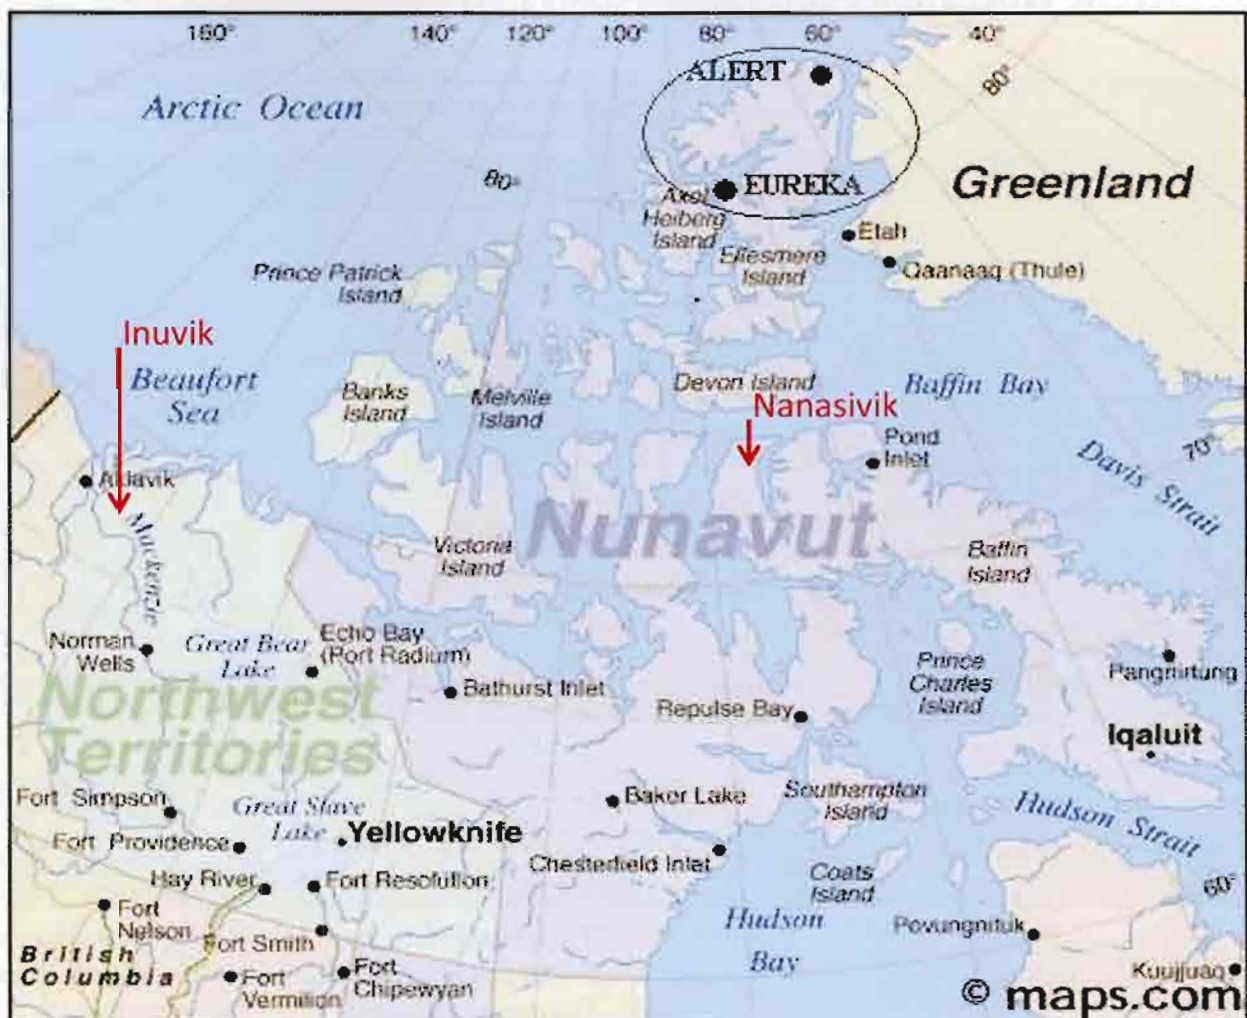 160° 140° 120° 100° 80° 60° 40°
ALERT
80°
Arctic Ocean
80°
EUREKA
Greenland
Axel
Heiberg
Island
Etah
Ellesmere
Island
Qaanaaq (Thule)
Prince Patrick
Island
Inuvik
Beaufort
Sea
Banks
Island
Melville
Island
Devon Island
Baffin Bay
Nanasivik
Pond
Inlet
70°
Davis Strait
Aklavik
Mackenzie
Nunavut
Victoria
Island
Baffin
Island
Norman
Wells
Great Bear
Lake
Echo Bay
(Port Radium)
Bathurst Inlet
Prince
Charles
Island
Pangnirtung
Northwest
Territories
Repulse Bay
Iqaluit
Fort Simpson
Great Slave
Lake
Yellowknife
Baker Lake
Southampton
Island
Hudson Strait
Fort Providence
Chesterfield Inlet
Hay River
Fort Resolution
Coats
Island
60°
Fort
Nelson
Fort Smith
Hudson
Bay
Povungnituk
British
Columbia
Fort
Vermilion
Fort
Chipewyan
Kuujjuaq
© maps.com